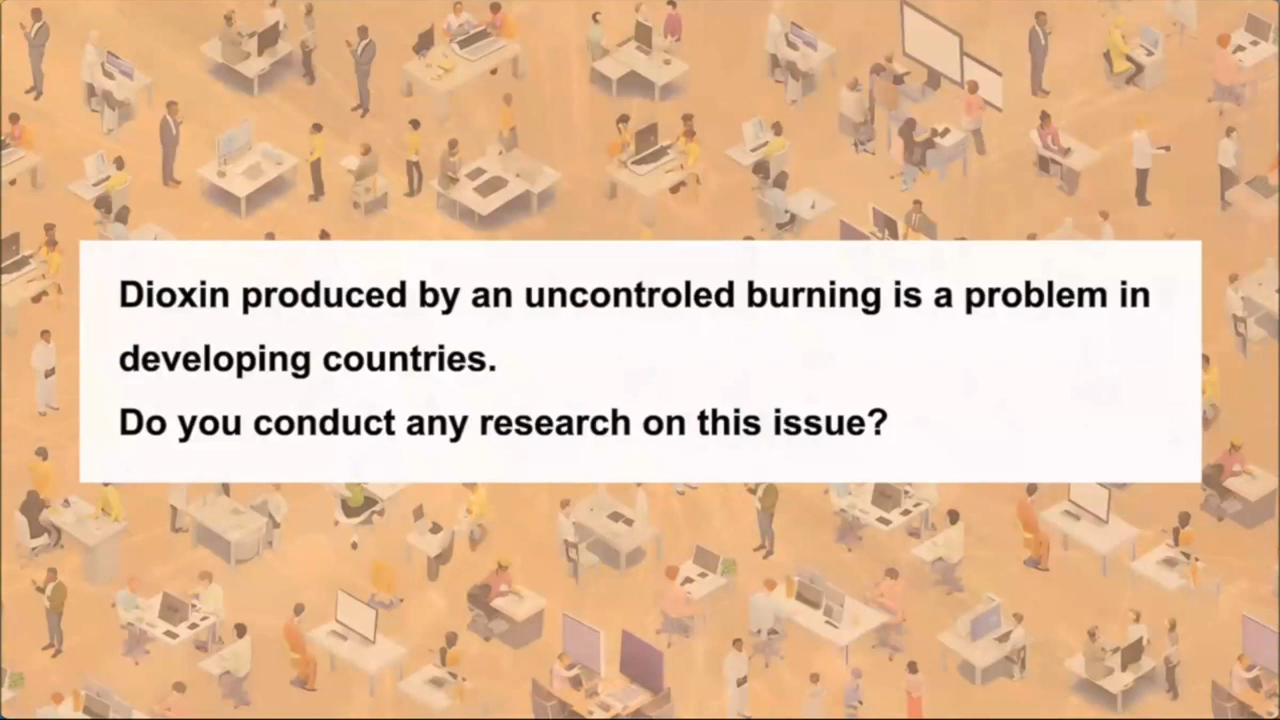 Dioxin produced by an uncontroled burning is a problem in
developing countries.
Do you conduct any research on this issue?